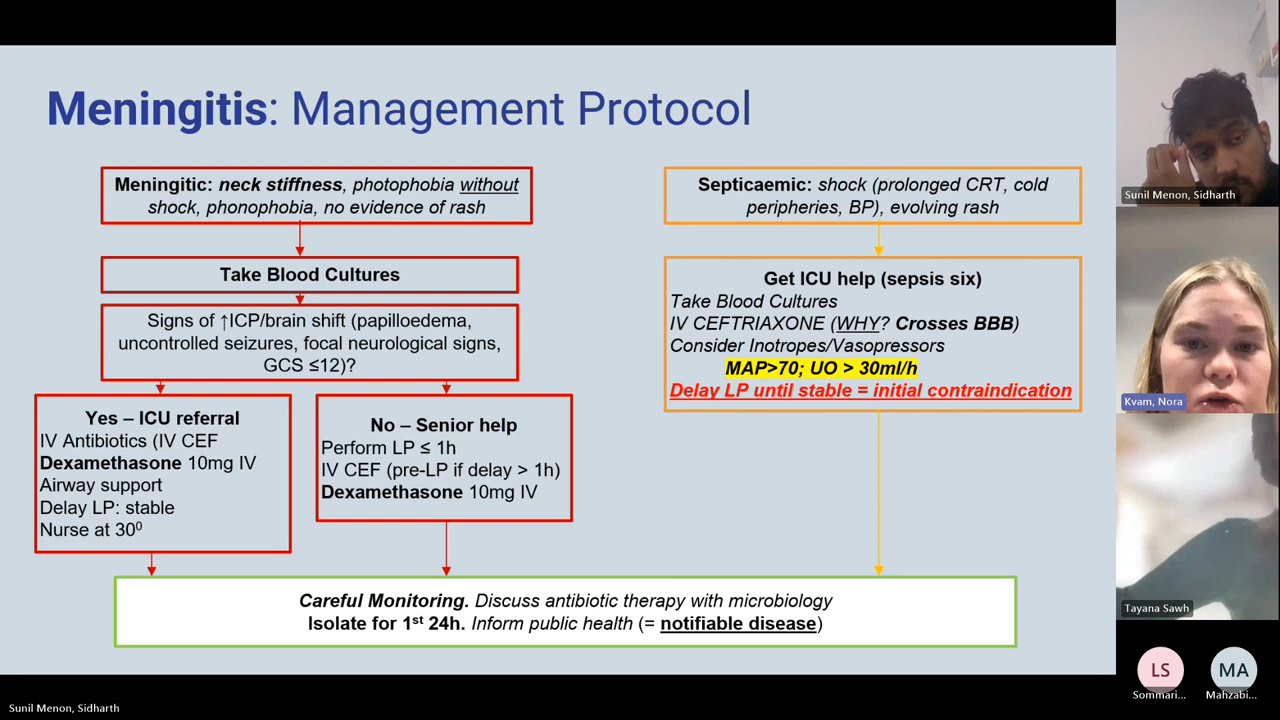 Meningitis: Management Protocol
Meningitic: neck stiffness, photophobia without
shock, phonophobia, no evidence of rash
Take Blood Cultures
Signs of ↑ICP/brain shift (papilloedema,
uncontrolled seizures, focal neurological signs,
GCS ≤12)?
Yes – ICU referral
IV Antibiotics (IV CEF
Dexamethasone 10mg IV
Airway support
Delay LP: stable
Nurse at 30⁰
No – Senior help
Perform LP ≤ 1h
IV CEF (pre-LP if delay > 1h)
Dexamethasone 10mg IV
Septicaemic: shock (prolonged CRT, cold
peripheries, BP), evolving rash
Get ICU help (sepsis six)
Take Blood Cultures
IV CEFTRIAXONE (WHY? Crosses BBB)
Consider Inotropes/Vasopressors
MAP>70; UO > 30ml/h
Delay LP until stable = initial contraindication
Careful Monitoring. Discuss antibiotic therapy with microbiology
Isolate for 1st 24h. Inform public health (= notifiable disease)
Sunil Menon, Sidharth
Kvam, Nora
Tayana Sawh
LS
Sommari...
MA
Mahzabi...
Sunil Menon, Sidharth